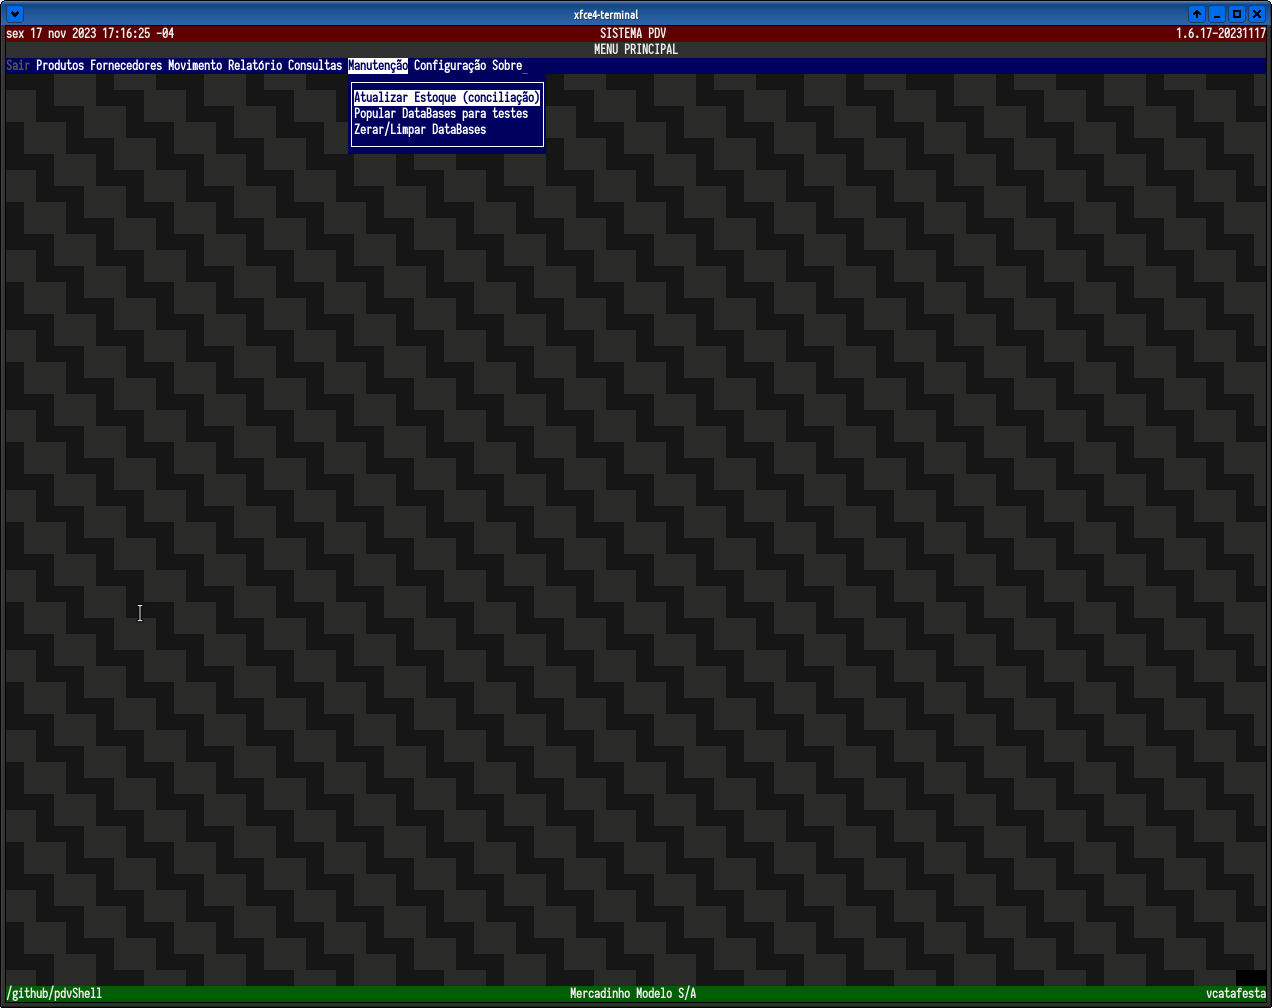 xfce4-terminal
sex 17 nov 2023 17:16:25 -04 SISTEMA PDV 1.6.17-20231117
MENU PRINCIPAL
Sair Produtos Fornecedores Movimento Relatório Consultas Manutenção Configuração Sobre_
Atualizar Estoque (conciliação)
Popular DataBases para testes
Zerar/Limpar DataBases
/github/pdvShell Mercadinho Modelo S/A vcatafesta